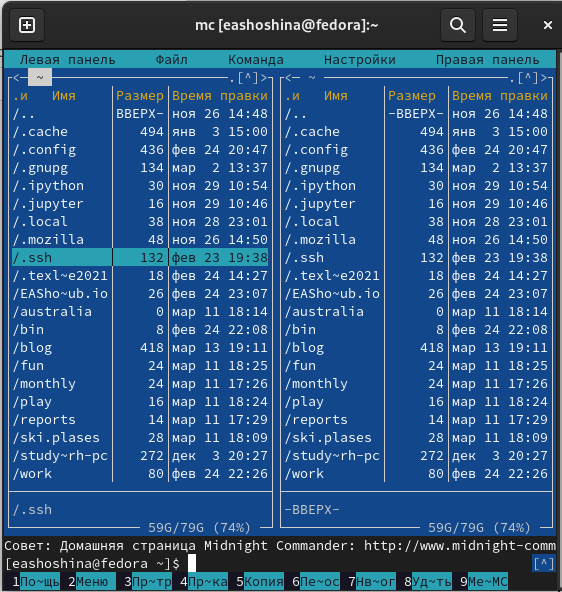 mc [eashoshina@fedora]:~
Левая панель Файл Команда Настройки Правая панель
<- ~ .[^]> <- ~ .[^]>
.и Имя Размер Время правки .и Имя Размер Время правки
/.. ВВЕРХ- ноя 26 14:48 /.. -ВВЕРХ- ноя 26 14:48
/.cache 494 янв 3 15:00 /.cache 494 янв 3 15:00
/.config 436 фев 24 20:47 /.config 436 фев 24 20:47
/.gnupg 134 мар 2 13:37 /.gnupg 134 мар 2 13:37
/.ipython 30 ноя 29 10:54 /.ipython 30 ноя 29 10:54
/.jupyter 16 ноя 29 10:46 /.jupyter 16 ноя 29 10:46
/.local 38 ноя 28 23:01 /.local 38 ноя 28 23:01
/.mozilla 48 ноя 26 14:50 /.mozilla 48 ноя 26 14:50
/.ssh 132 фев 23 19:38 /.ssh 132 фев 23 19:38
/.texl~e2021 18 фев 24 14:27 /.texl~e2021 18 фев 24 14:27
/EASho~ub.io 26 фев 24 23:07 /EASho~ub.io 26 фев 24 23:07
/australia 0 мар 11 18:14 /australia 0 мар 11 18:14
/bin 8 фев 24 22:08 /bin 8 фев 24 22:08
/blog 418 мар 13 19:11 /blog 418 мар 13 19:11
/fun 24 мар 11 18:25 /fun 24 мар 11 18:25
/monthly 24 мар 11 17:26 /monthly 24 мар 11 17:26
/play 16 мар 11 18:24 /play 16 мар 11 18:24
/reports 14 мар 11 17:29 /reports 14 мар 11 17:29
/ski.plases 28 мар 11 18:09 /ski.plases 28 мар 11 18:09
/study~rh-pc 272 дек 3 20:27 /study~rh-pc 272 дек 3 20:27
/work 80 фев 24 22:26 /work 80 фев 24 22:26
/.ssh -ВВЕРХ-
59G/79G (74%) 59G/79G (74%)
Совет: Домашняя страница Midnight Commander: http://www.midnight-comm
[eashoshina@fedora ~]$ [^]
1По~щь 2Меню 3Пр~тр 4Пр~ка 5Копия 6Пе~ос 7Нв~ог 8Уд~ть 9Ме~МС